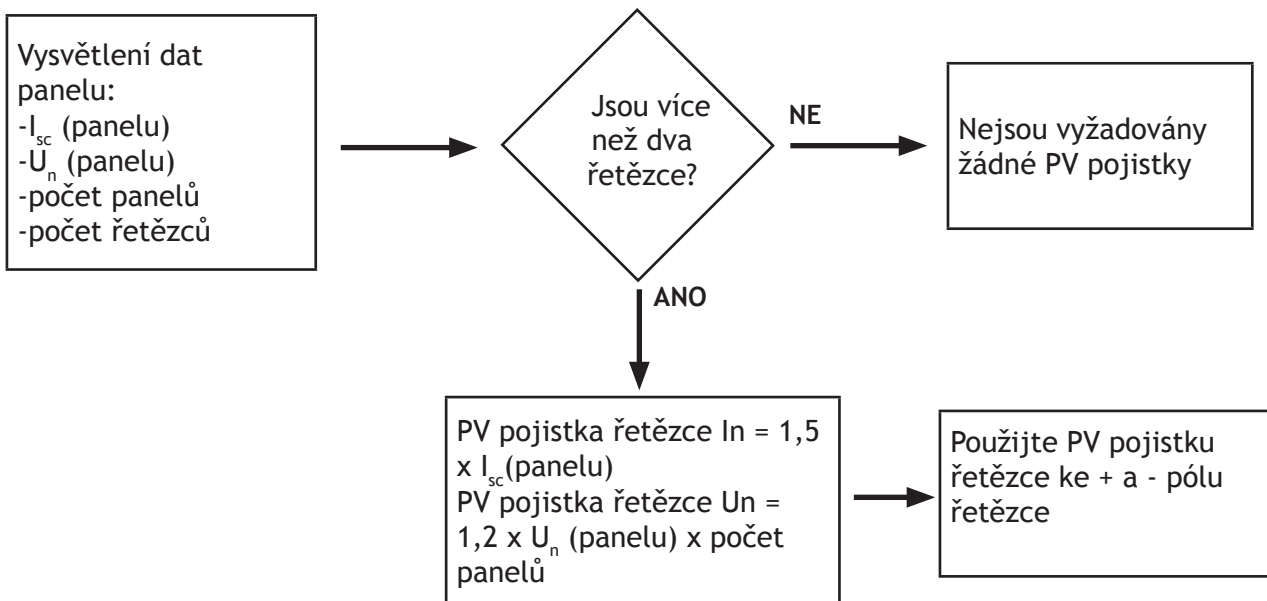 Vysvětlení dat
panelu:
-Isc (panelu)
-Un (panelu)
-počet panelů
-počet řetězců
Jsou více
než dva
řetězce?
NE
Nejsou vyžadovány
žádné PV pojistky
ANO
PV pojistka řetězce In = 1,5
x Isc(panelu)
PV pojistka řetězce Un =
1,2 x Un (panelu) x počet
panelů
Použijte PV pojistku
řetězce ke + a - pólu
řetězce